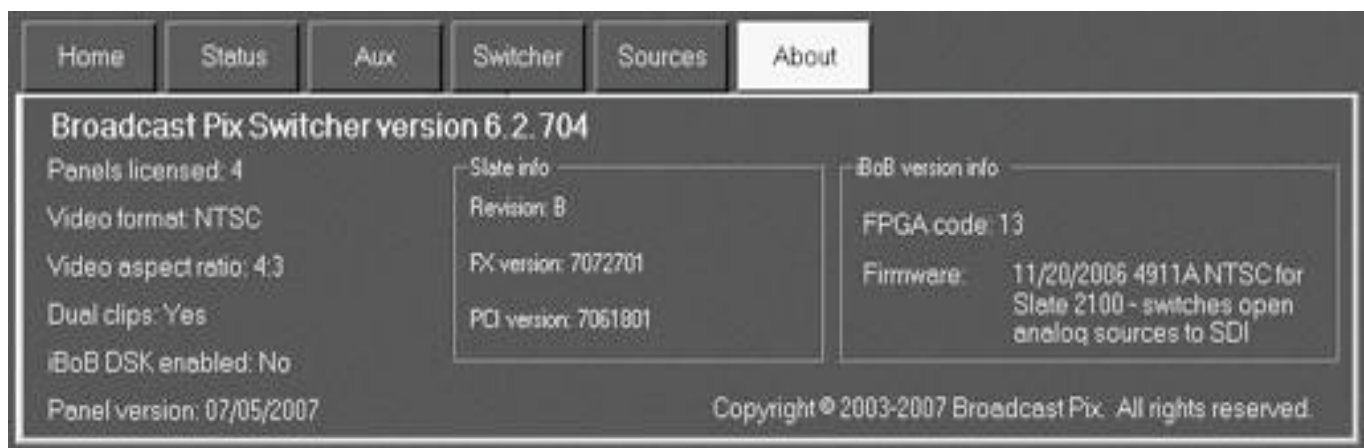 Home Status Aux Switcher Sources About
Broadcast Pix Switcher version 6.2.704
Panels licensed: 4
Video format: NTSC
Video aspect ratio: 4:3
Dual clips: Yes
iBoB DSK enabled: No
Panel version: 07/05/2007
Slate info
Revision: B
FX version: 7072701
PCI version: 7061801
iBoB version info
FPGA code: 13
Firmware: 11/20/2006 4911A NTSC for
Slate 2100 - switches open
analog sources to SDI
Copyright © 2003-2007 Broadcast Pix. All rights reserved.